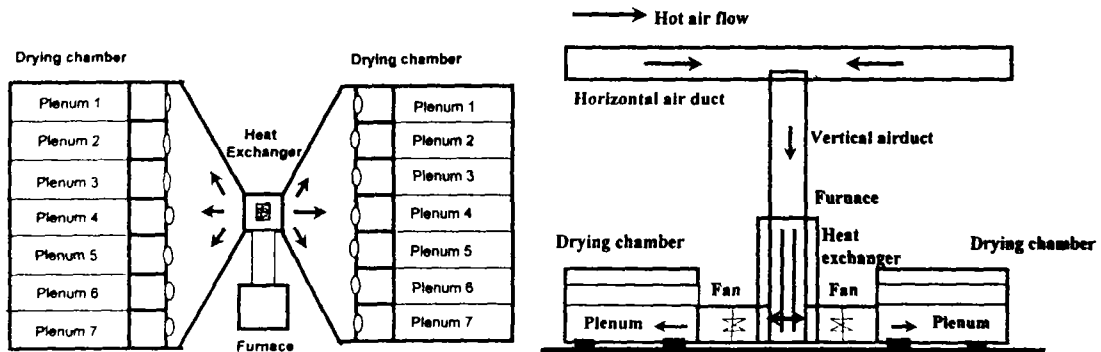 Drying chamber
Plenum 1
Plenum 2
Plenum 3
Plenum 4
Plenum 5
Plenum 6
Plenum 7
Heat
Exchanger
Furnace
Drying chamber
Plenum 1
Plenum 2
Plenum 3
Plenum 4
Plenum 5
Plenum 6
Plenum 7
Hot air flow
Horizontal air duct
Vertical airduct
Furnace
Heat
exchanger
Drying chamber
Drying chamber
Fan
Fan
Plenum
Plenum